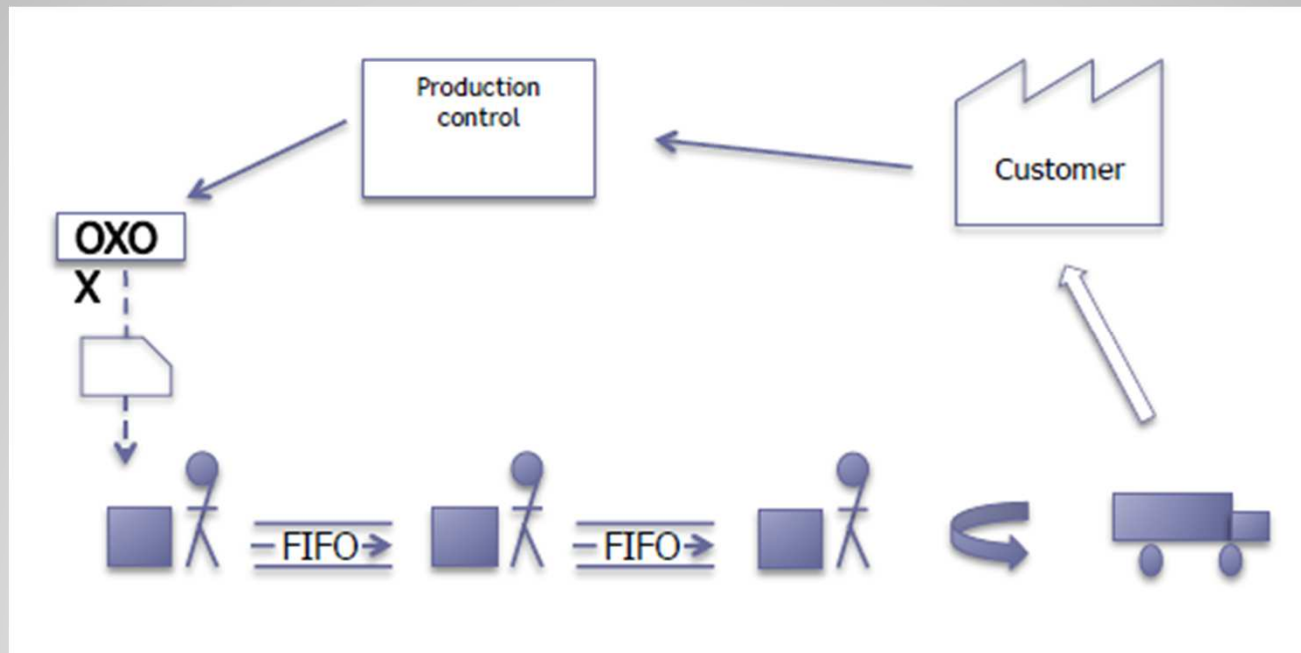 Production
control
Customer
OXO
X
FIFO
FIFO